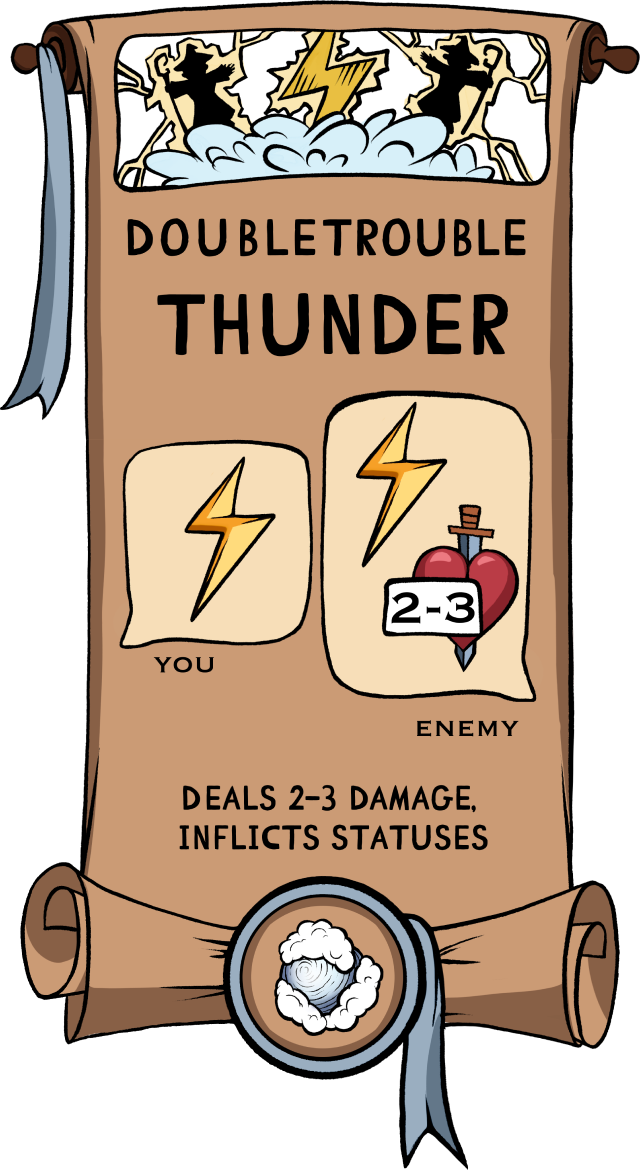 DOUBLETROUBLE
THUNDER
2-3
YOU
ENEMY
DEALS 2-3 DAMAGE,
INFLICTS STATUSES